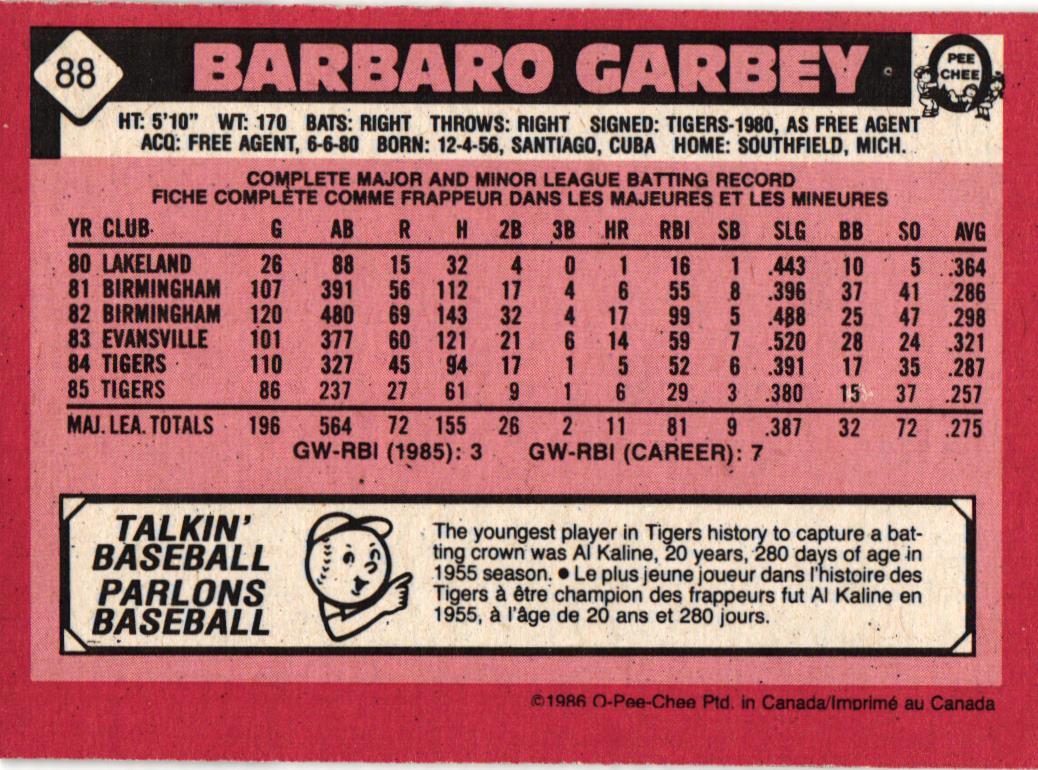 88
BARBARO GARBEY
PEE
CHEE
HT: 5'10" WT: 170 BATS: RIGHT THROWS: RIGHT SIGNED: TIGERS-1980, AS FREE AGENT
ACQ: FREE AGENT, 6-6-80 BORN: 12-4-56, SANTIAGO, CUBA HOME: SOUTHFIELD, MICH.
COMPLETE MAJOR AND MINOR LEAGUE BATTING RECORD
FICHE COMPLÈTE COMME FRAPPEUR DANS LES MAJEURES ET LES MINEURES
YR CLUB G AB R H 2B 3B HR RBI SB SLG BB SO AVG
80 LAKELAND 26 88 15 32 4 0 1 16 1 .443 10 5 .364
81 BIRMINGHAM 107 391 56 112 17 4 6 55 8 .396 37 41 .286
82 BIRMINGHAM 120 480 69 143 32 4 17 99 5 .488 25 47 .298
83 EVANSVILLE 101 377 60 121 21 6 14 59 7 .520 28 24 .321
84 TIGERS 110 327 45 94 17 1 5 52 6 .391 17 35 .287
85 TIGERS 86 237 27 61 9 1 6 29 3 .380 15 37 .257
MAJ. LEA. TOTALS 196 564 72 155 26 2 11 81 9 .387 32 72 .275
GW-RBI (1985): 3 GW-RBI (CAREER): 7
TALKIN'
BASEBALL
PARLONS
BASEBALL
The youngest player in Tigers history to capture a bat-
ting crown was Al Kaline, 20 years, 280 days of age in
1955 season. ● Le plus jeune joueur dans l'histoire des
Tigers à être champion des frappeurs fut Al Kaline en
1955, à l'âge de 20 ans et 280 jours.
©1986 O-Pee-Chee Ptd. in Canada/Imprimé au Canada